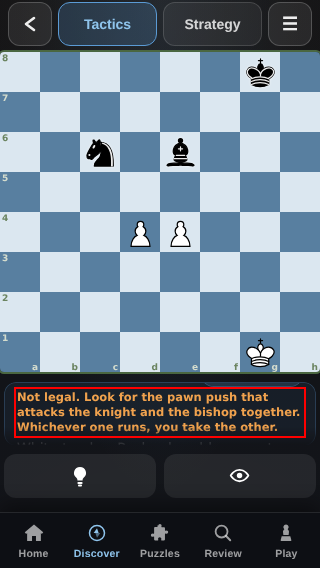 Tactics
Strategy
8
7
6
5
4
3
2
1
a b c d e f g h
Not legal. Look for the pawn push that
attacks the knight and the bishop together.
Whichever one runs, you take the other.
Home
Discover
Puzzles
Review
Play